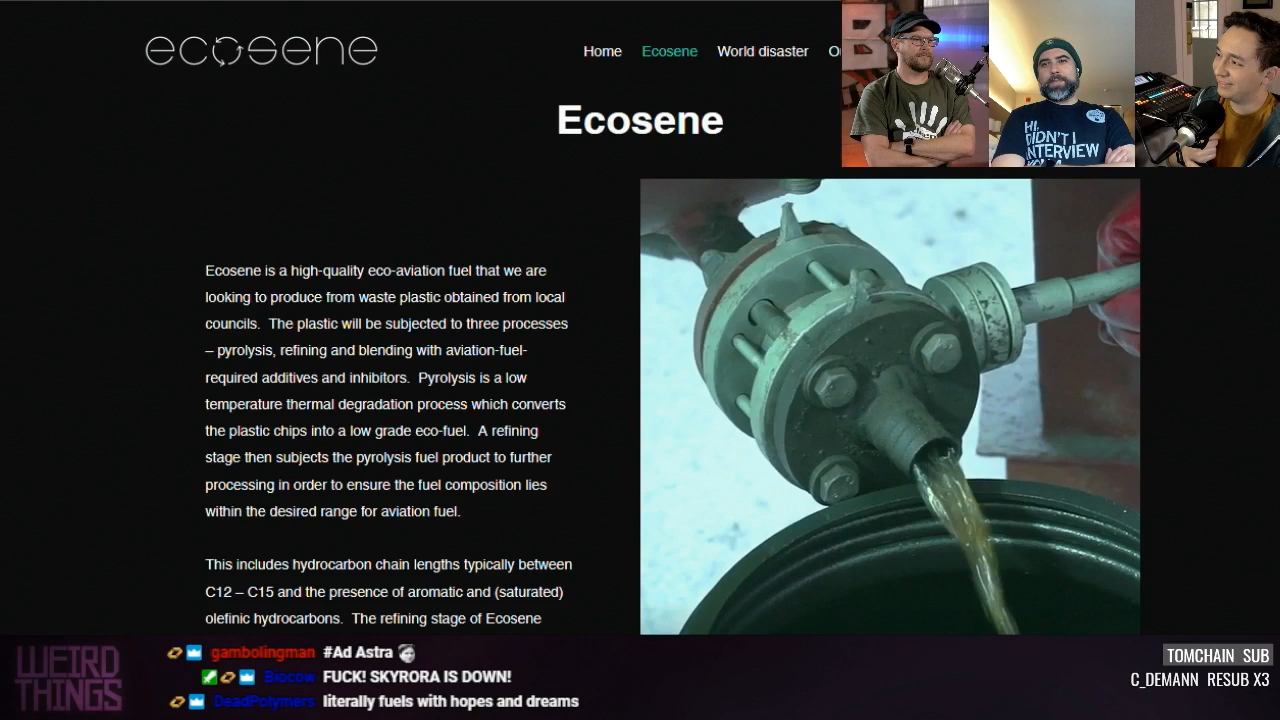 ecosene
Home Ecosene World disaster
Ecosene
HI,
DIDN'T I
INTERVIEW
Ecosene is a high-quality eco-aviation fuel that we are
looking to produce from waste plastic obtained from local
councils. The plastic will be subjected to three processes
– pyrolysis, refining and blending with aviation-fuel-
required additives and inhibitors. Pyrolysis is a low
temperature thermal degradation process which converts
the plastic chips into a low grade eco-fuel. A refining
stage then subjects the pyrolysis fuel product to further
processing in order to ensure the fuel composition lies
within the desired range for aviation fuel.
This includes hydrocarbon chain lengths typically between
C12 – C15 and the presence of aromatic and (saturated)
olefinic hydrocarbons. The refining stage of Ecosene
WEIRD
THINGS
gambolingman #Ad Astra
Biocow FUCK! SKYRORA IS DOWN!
DeadPolymers literally fuels with hopes and dreams
TOMCHAIN SUB
C_DEMANN RESUB X3